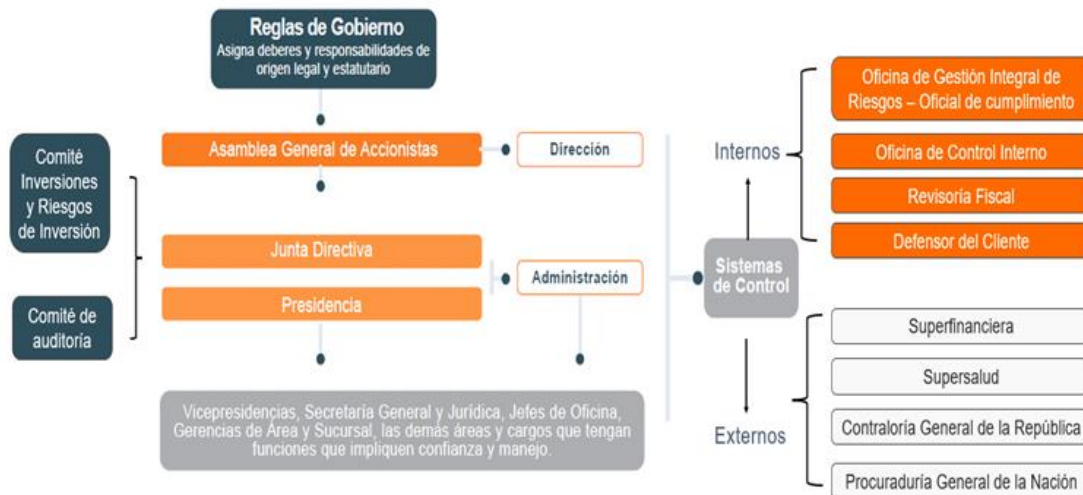 Reglas de Gobierno
Asigna deberes y responsabilidades de
origen legal y estatutario
Comité
Inversiones
y Riesgos
de Inversión
Comité de
auditoría
Asamblea General de Accionistas
Dirección
Junta Directiva
Presidencia
Administración
Vicepresidencias, Secretaría General y Jurídica, Jefes de Oficina,
Gerencias de Área y Sucursal, las demás áreas y cargos que tengan
funciones que impliquen confianza y manejo.
Sistemas
de Control
Internos
Oficina de Gestión Integral de
Riesgos – Oficial de cumplimiento
Oficina de Control Interno
Revisoría Fiscal
Defensor del Cliente
Externos
Superfinanciera
Supersalud
Contraloría General de la República
Procuraduría General de la Nación